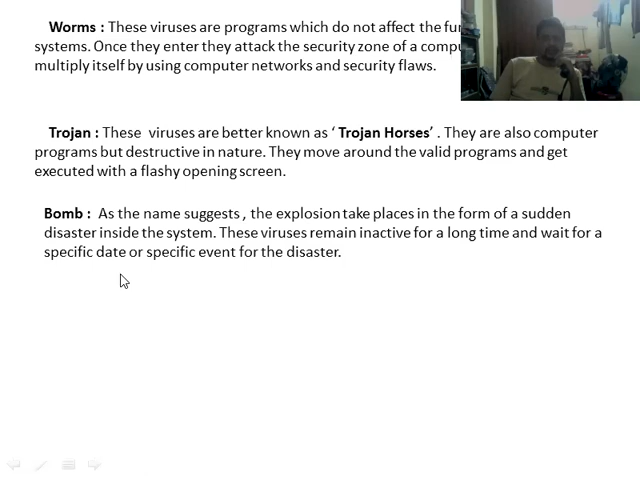 Worms : These viruses are programs which do not affect the
systems. Once they enter they attack the security zone of a
multiply itself by using computer networks and security flaws.
Trojan : These viruses are better known as ‘ Trojan Horses’ . They are also computer
programs but destructive in nature. They move around the valid programs and get
executed with a flashy opening screen.
Bomb : As the name suggests , the explosion take places in the form of a sudden
disaster inside the system. These viruses remain inactive for a long time and wait for a
specific date or specific event for the disaster.